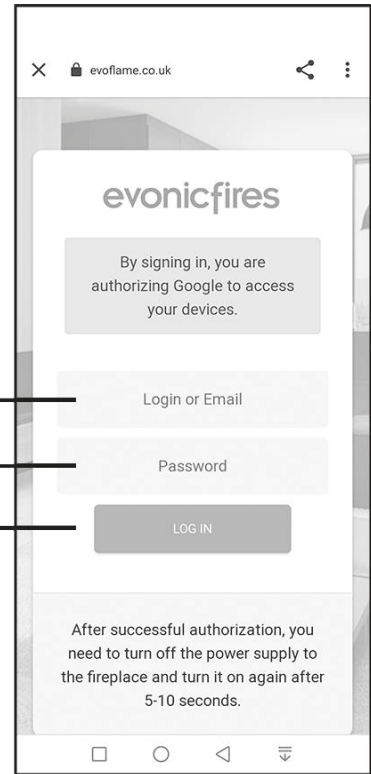 evoflame.co.uk
evonicfires
By signing in, you are
authorizing Google to access
your devices.
Login or Email
Password
LOG IN
After successful authorization, you
need to turn off the power supply to
the fireplace and turn it on again after
5-10 seconds.